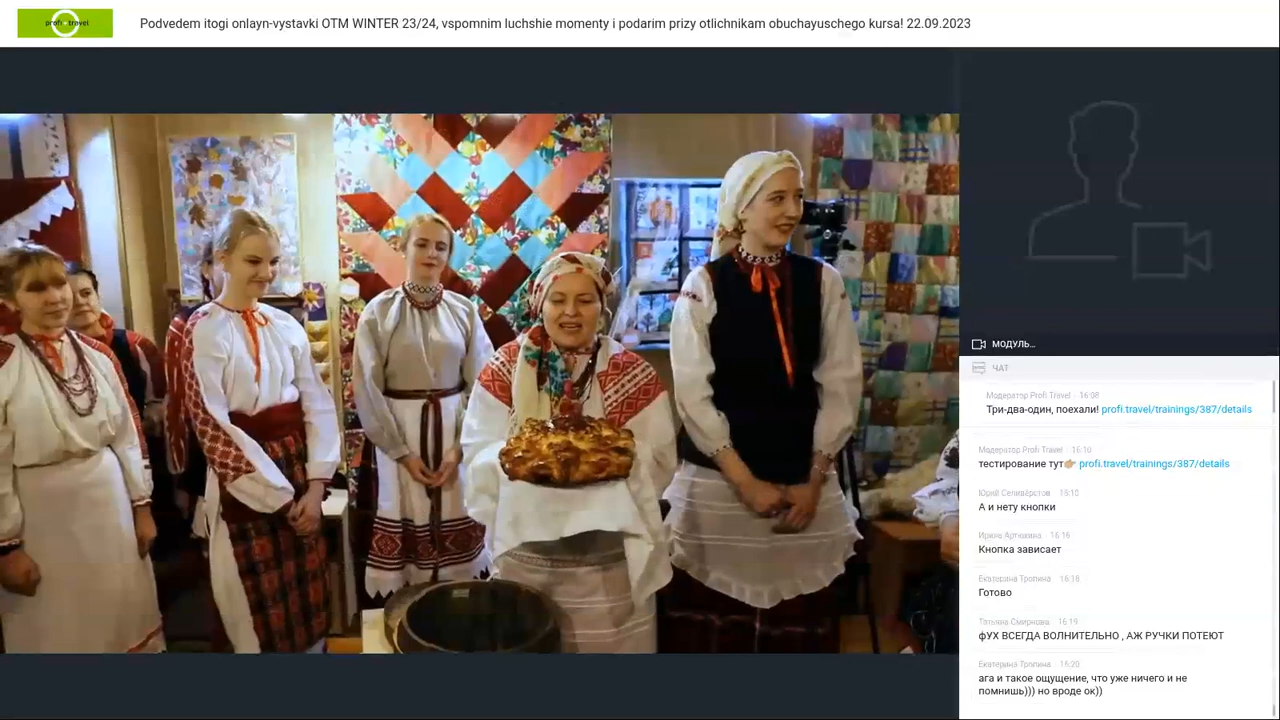 profi travel
Podvedem itogi onlayn-vystavki OTM WINTER 23/24, vspomnim luchshie momenty i podarim prizy otlichnikam obuchayuschego kursa! 22.09.2023
МОДУЛЬ...
ЧАТ
Модератор Profi Travel · 16:08
Три-два-один, поехали! profi.travel/trainings/387/details
Модератор Profi Travel · 16:10
тестирование тут👉🏼 profi.travel/trainings/387/details
Юрий Селивёрстов 16:10
А и нету кнопки
Ирина Артюхина 16:16
Кнопка зависает
Екатерина Тропина 16:18
Готово
Татьяна Смирнова 16:19
фУХ ВСЕГДА ВОЛНИТЕЛЬНО , АЖ РУЧКИ ПОТЕЮТ
Екатерина Тропина 16:20
ага и такое ощущение, что уже ничего и не
помнишь))) но вроде ок))